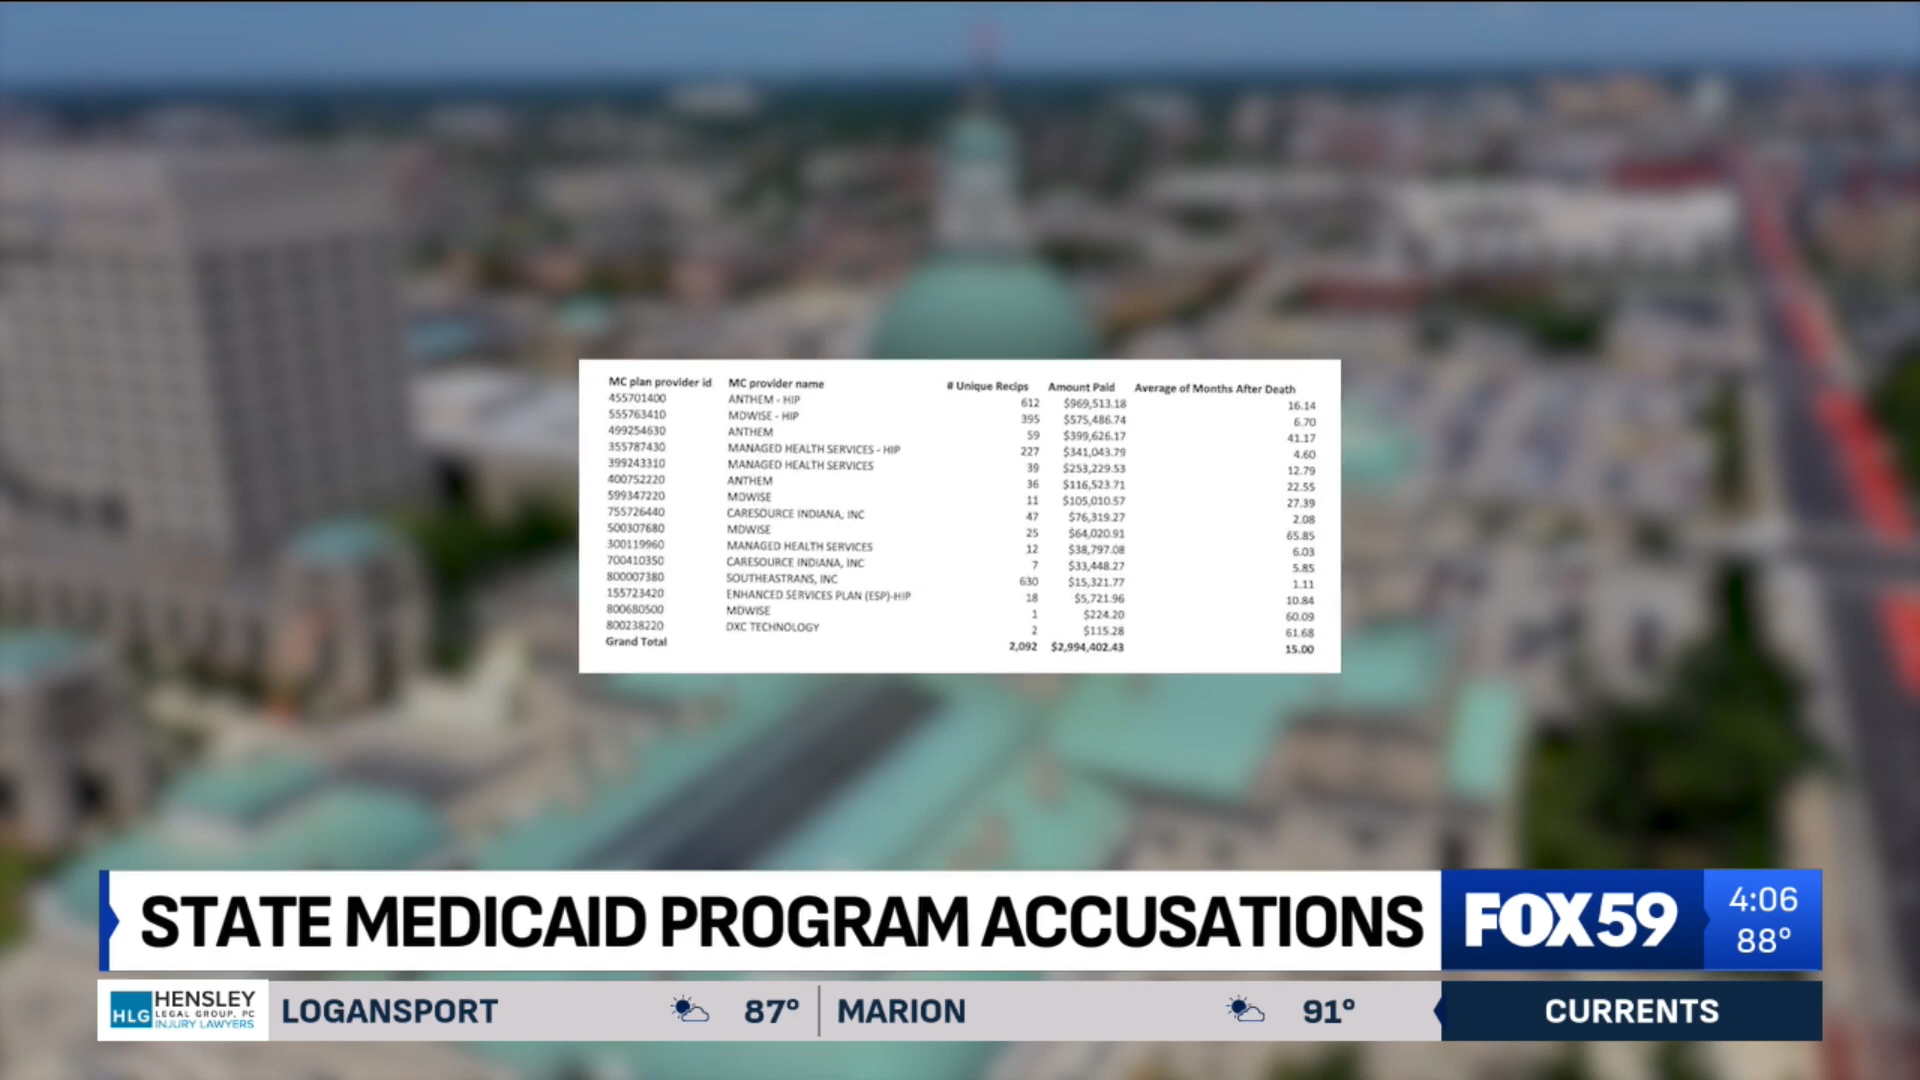 MC plan provider id MC provider name # Unique Recips Amount Paid Average of Months After Death
455701400 ANTHEM - HIP 612 $969,513.18 16.14
555763410 MDWISE - HIP 395 $575,486.74 6.70
499254630 ANTHEM 59 $399,626.17 41.17
355787430 MANAGED HEALTH SERVICES - HIP 227 $341,043.79 4.60
399243310 MANAGED HEALTH SERVICES 39 $253,229.53 12.79
400752220 ANTHEM 36 $116,523.71 22.55
599347220 MDWISE 11 $105,010.57 27.39
755726440 CARESOURCE INDIANA, INC 47 $76,319.27 2.08
500307680 MDWISE 25 $64,020.91 65.85
300119960 MANAGED HEALTH SERVICES 12 $38,797.08 6.03
700410350 CARESOURCE INDIANA, INC 7 $33,448.27 5.85
800007380 SOUTHEASTRANS, INC 630 $15,321.77 1.11
155723420 ENHANCED SERVICES PLAN (ESP)-HIP 18 $5,721.96 10.84
800680500 MDWISE 1 $224.20 60.09
800238220 DXC TECHNOLOGY 2 $115.28 61.68
Grand Total 2,092 $2,994,402.43 15.00
STATE MEDICAID PROGRAM ACCUSATIONS
FOX59
4:06
88°
HLG HENSLEY
LEGAL GROUP, PC
INJURY LAWYERS
LOGANSPORT 87° MARION 91°
CURRENTS